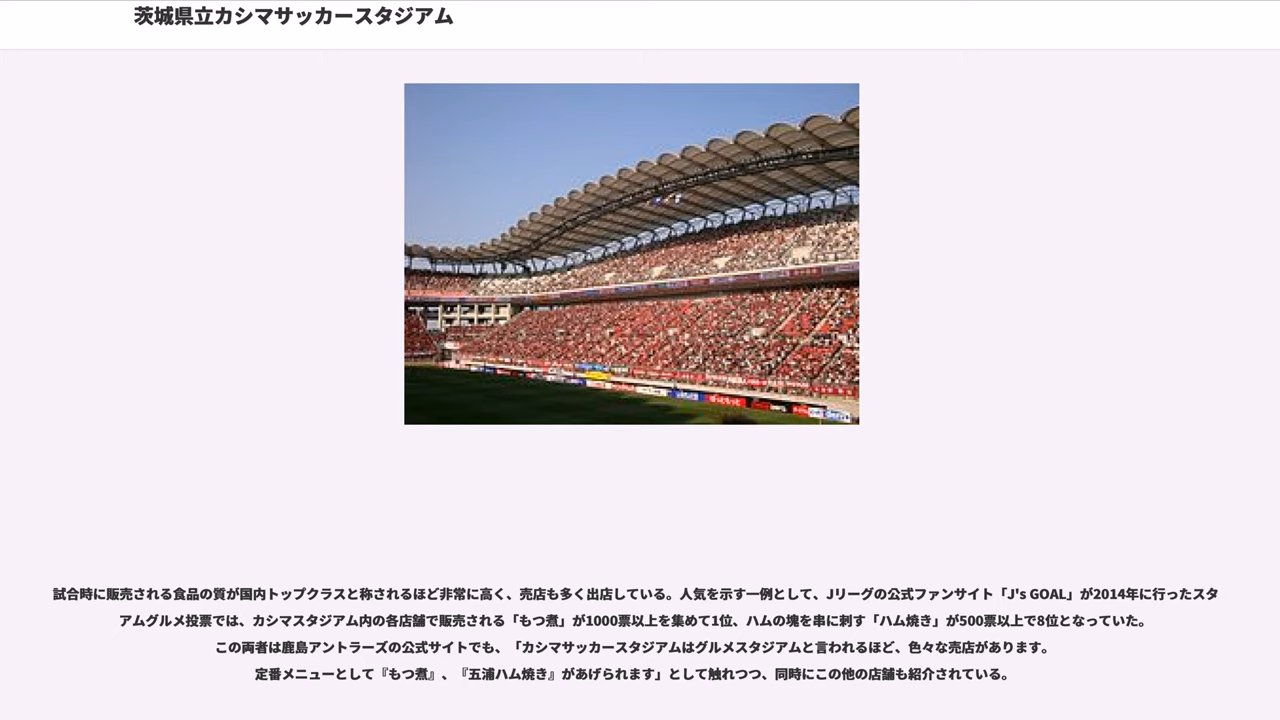 茨城県立カシマサッカースタジアム
ほっともっと
試合時に販売される食品の質が国内トップクラスと称されるほど非常に高く、売店も多く出店している。人気を示す一例として、Jリーグの公式ファンサイト「J's GOAL」が2014年に行ったスタ
アムグルメ投票では、カシマスタジアム内の各店舗で販売される「もつ煮」が1000票以上を集めて1位、ハムの塊を串に刺す「ハム焼き」が500票以上で8位となっていた。
この両者は鹿島アントラーズの公式サイトでも、「カシマサッカースタジアムはグルメスタジアムと言われるほど、色々な売店があります。
定番メニューとして『もつ煮』、『五浦ハム焼き』があげられます」として触れつつ、同時にこの他の店舗も紹介されている。